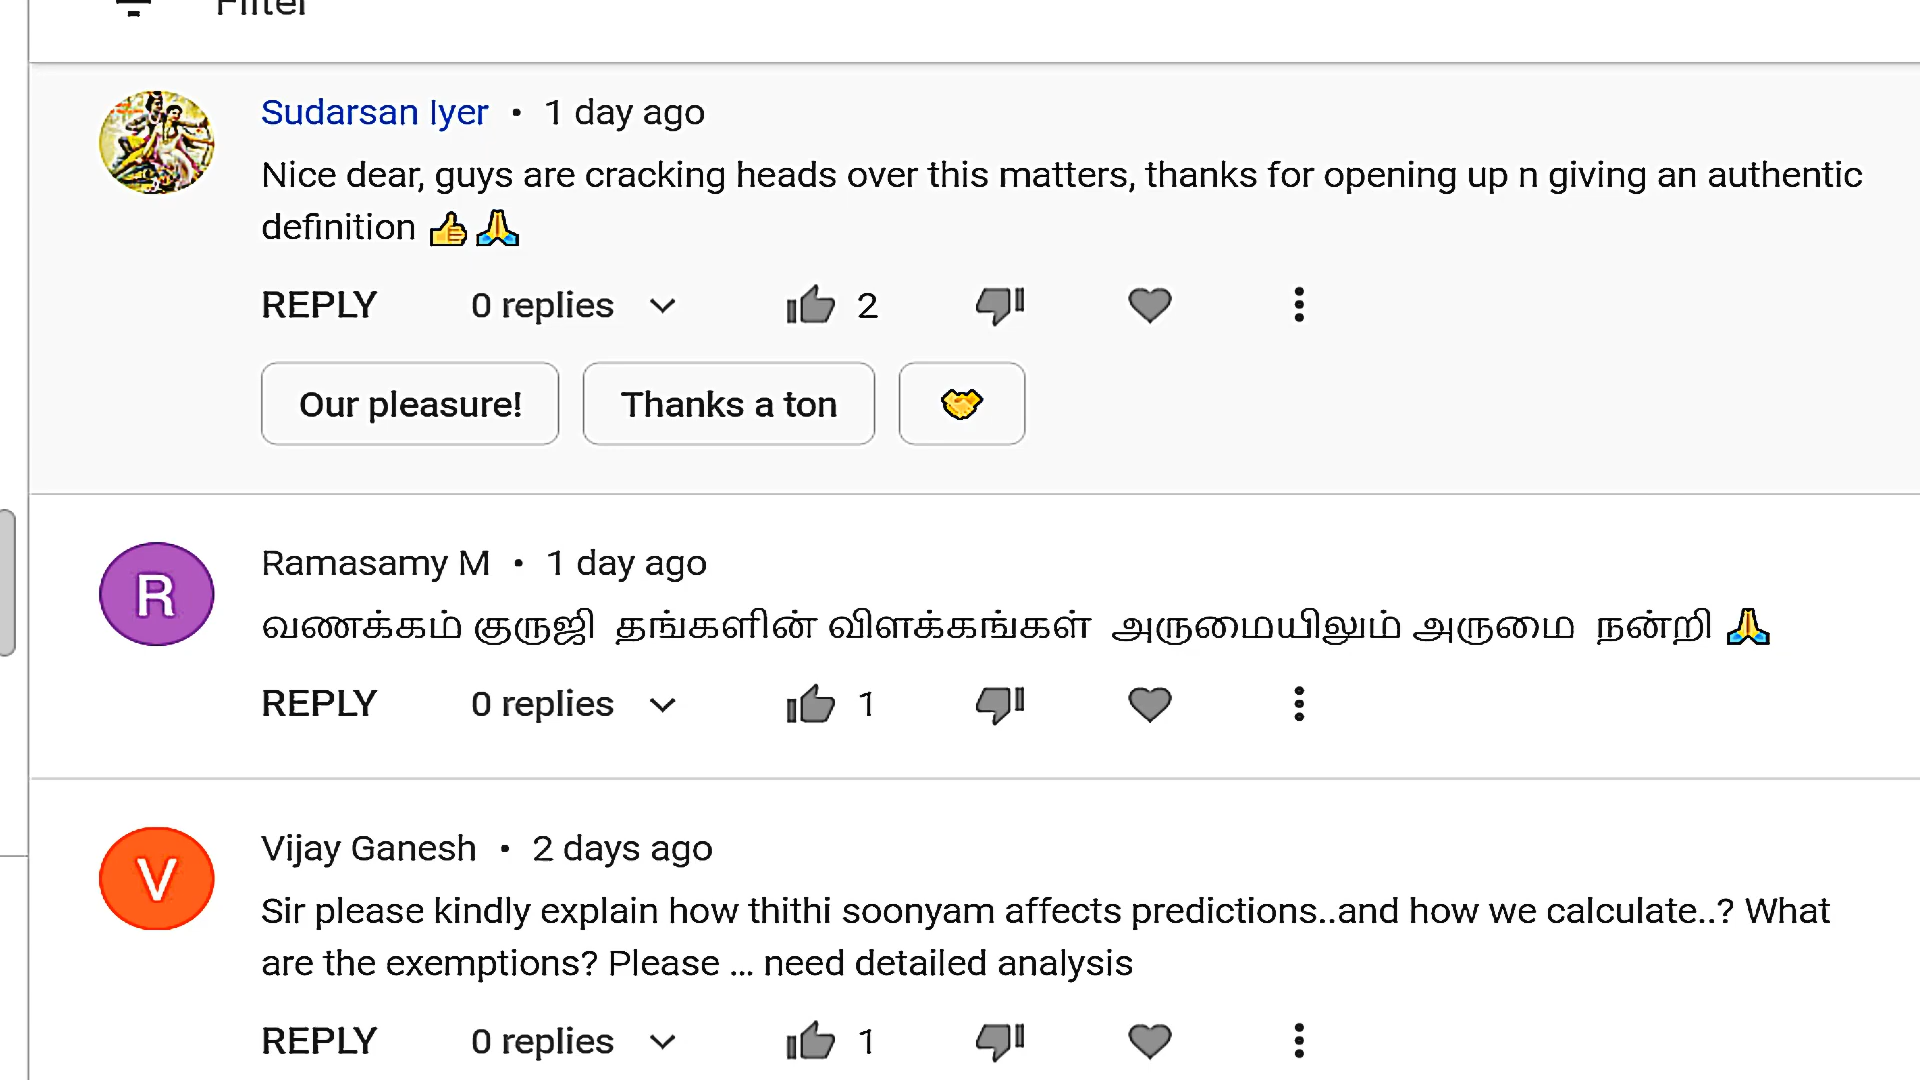 Filter
Sudarsan Iyer • 1 day ago
Nice dear, guys are cracking heads over this matters, thanks for opening up n giving an authentic
definition 👍🙏
REPLY 0 replies 2
Our pleasure! Thanks a ton 🤝
R
Ramasamy M • 1 day ago
வணக்கம் குருஜி தங்களின் விளக்கங்கள் அருமையிலும் அருமை நன்றி 🙏
REPLY 0 replies 1
V
Vijay Ganesh • 2 days ago
Sir please kindly explain how thithi soonyam affects predictions..and how we calculate..? What
are the exemptions? Please ... need detailed analysis
REPLY 0 replies 1